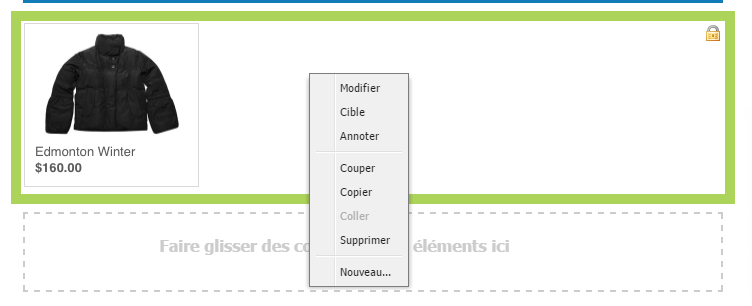 Edmonton Winter
$160.00
Modifier
Cible
Annoter
Couper
Copier
Coller
Supprimer
Nouveau...
Faire glisser des co éléments ici